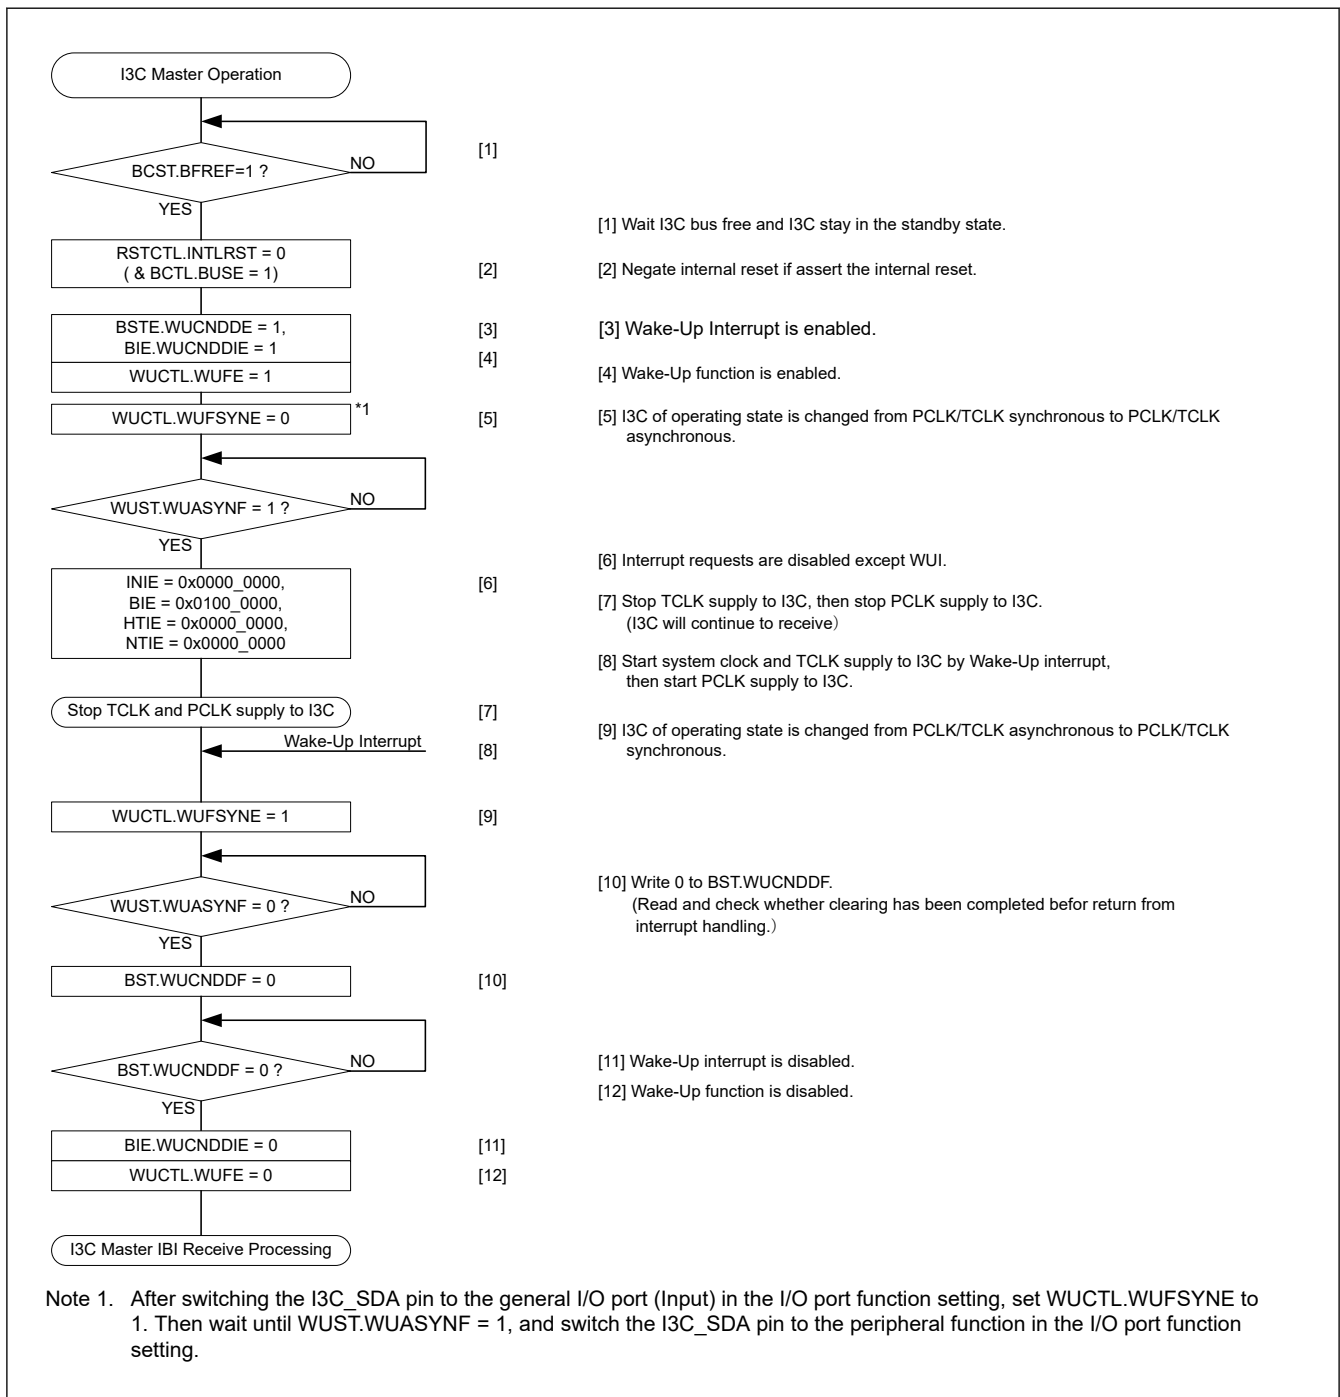 I3C Master Operation
BCST.BFREF=1 ?
NO
[1]
YES
[1] Wait I3C bus free and I3C stay in the standby state.
RSTCTL.INTLRST = 0
( & BCTL.BUSE = 1)
[2]
[2] Negate internal reset if assert the internal reset.
BSTE.WUCNDDE = 1,
BIE.WUCNDDIE = 1
[3]
[3] Wake-Up Interrupt is enabled.
[4]
WUCTL.WUFE = 1
[4] Wake-Up function is enabled.
WUCTL.WUFSYNE = 0
*1
[5]
[5] I3C of operating state is changed from PCLK/TCLK synchronous to PCLK/TCLK
asynchronous.
WUST.WUASYNF = 1 ?
NO
YES
[6] Interrupt requests are disabled except WUI.
INIE = 0x0000_0000,
BIE = 0x0100_0000,
HTIE = 0x0000_0000,
NTIE = 0x0000_0000
[6]
[7] Stop TCLK supply to I3C, then stop PCLK supply to I3C.
(I3C will continue to receive）
[8] Start system clock and TCLK supply to I3C by Wake-Up interrupt,
then start PCLK supply to I3C.
Stop TCLK and PCLK supply to I3C
[7]
Wake-Up Interrupt
[8]
[9] I3C of operating state is changed from PCLK/TCLK asynchronous to PCLK/TCLK
synchronous.
WUCTL.WUFSYNE = 1
[9]
WUST.WUASYNF = 0 ?
NO
YES
[10] Write 0 to BST.WUCNDDF.
(Read and check whether clearing has been completed befor return from
interrupt handling.）
BST.WUCNDDF = 0
[10]
BST.WUCNDDF = 0 ?
NO
YES
[11] Wake-Up interrupt is disabled.
[12] Wake-Up function is disabled.
BIE.WUCNDDIE = 0
[11]
WUCTL.WUFE = 0
[12]
I3C Master IBI Receive Processing
Note 1. After switching the I3C_SDA pin to the general I/O port (Input) in the I/O port function setting, set WUCTL.WUFSYNE to
1. Then wait until WUST.WUASYNF = 1, and switch the I3C_SDA pin to the peripheral function in the I/O port function
setting.